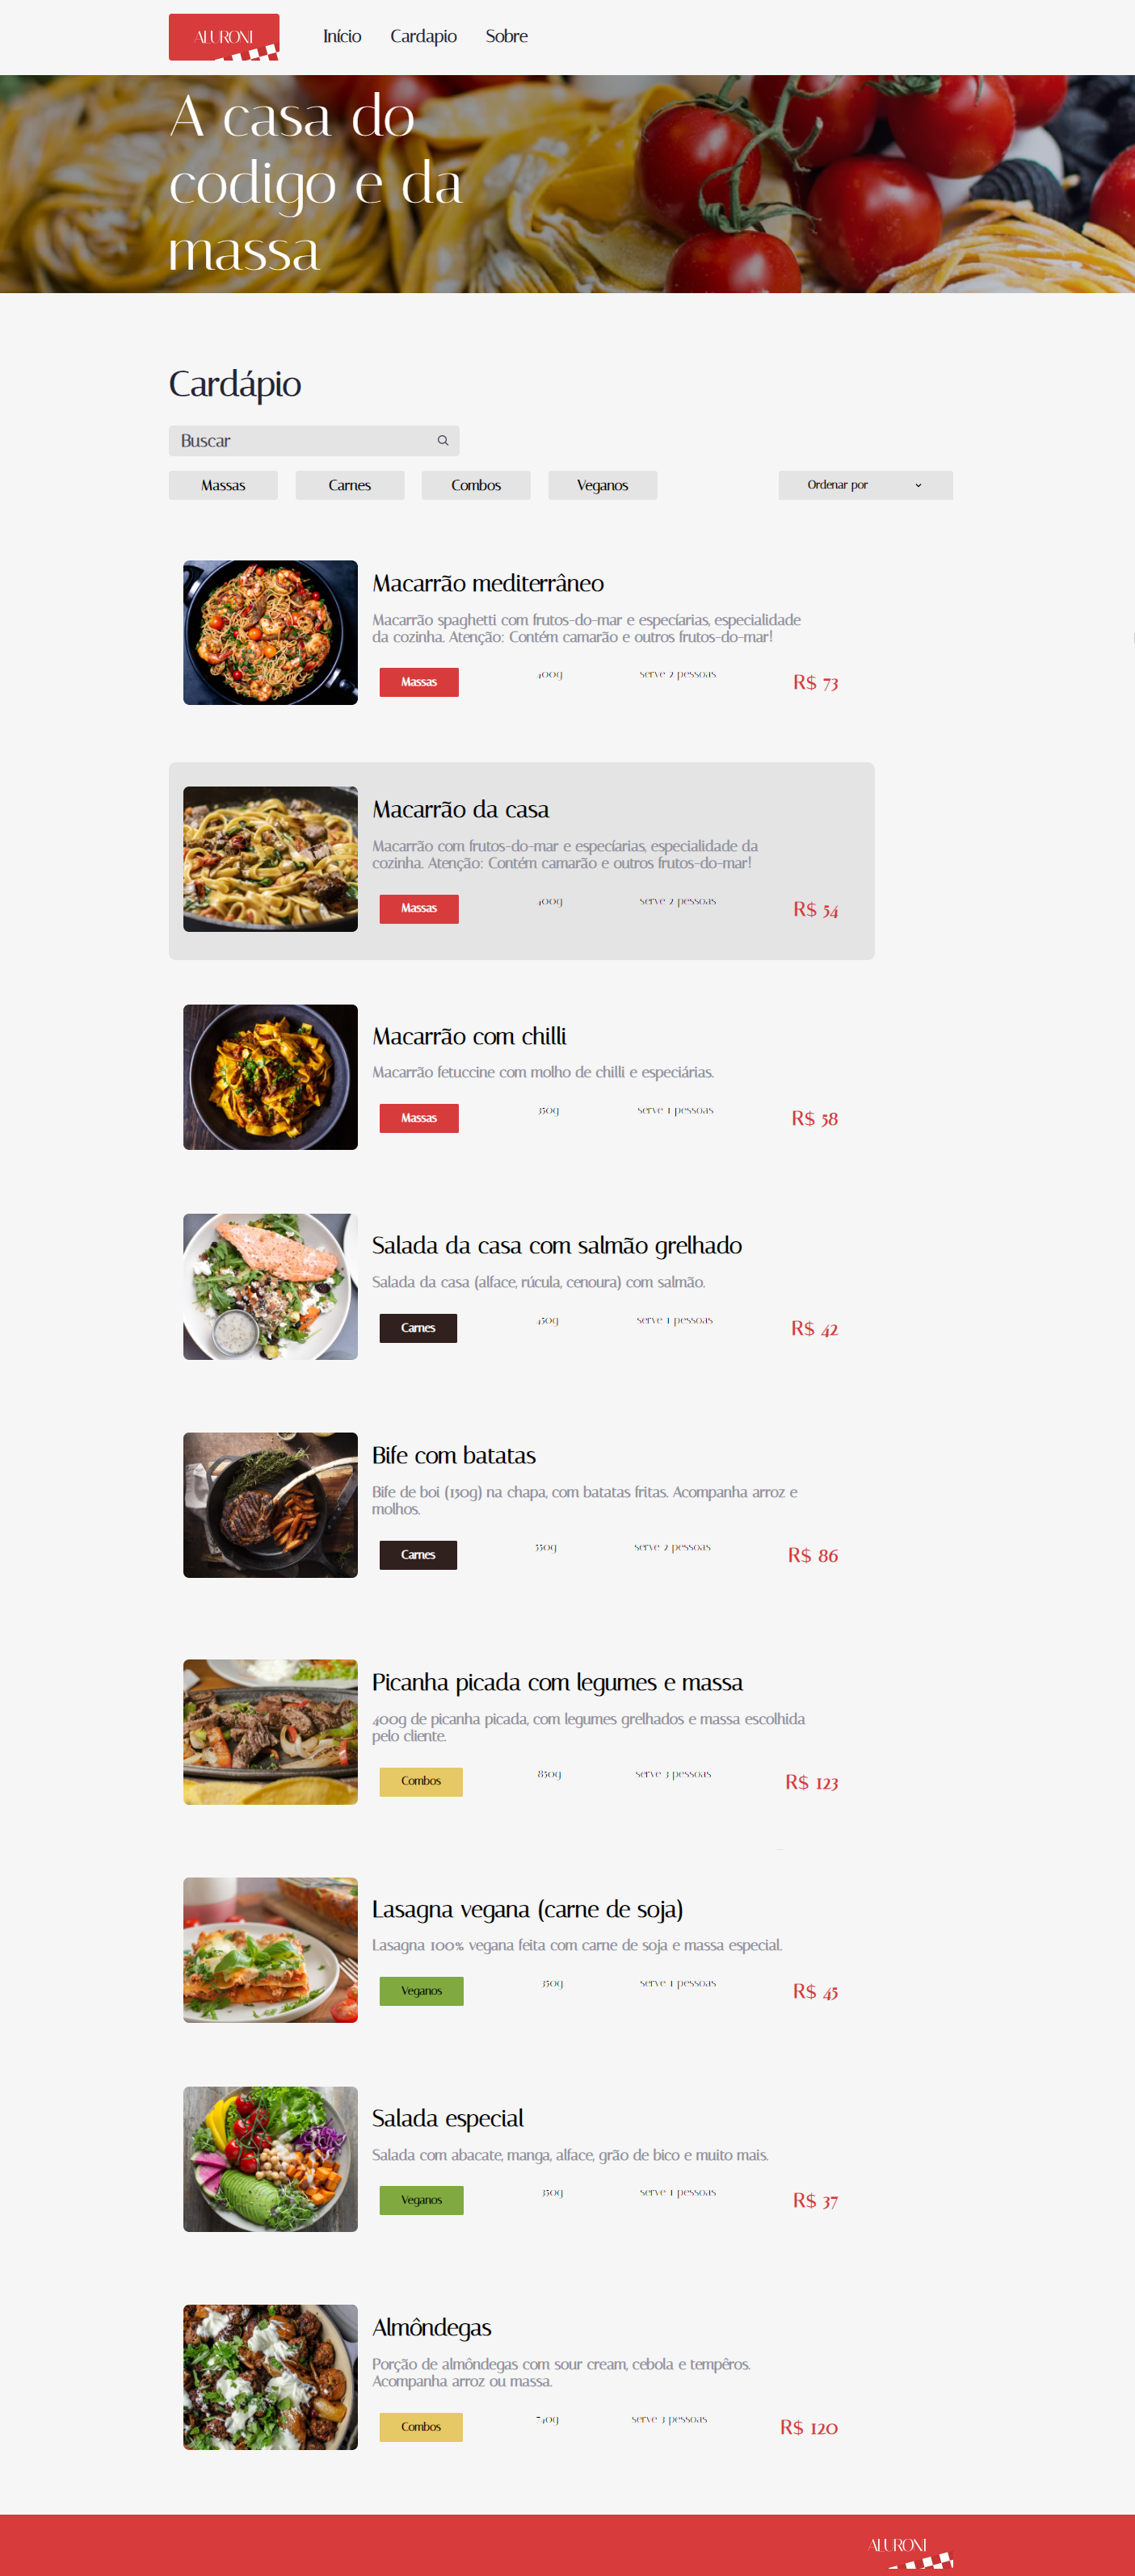 ALURONI
Início Cardapio Sobre
A casa do
codigo e da
massa
Cardápio
Buscar
Massas Carnes Combos Veganos Ordenar por
Macarrão mediterrâneo
Macarrão spaghetti com frutos-do-mar e especíarias, especialidade
da cozinha. Atenção: Contém camarão e outros frutos-do-mar!
Massas 400g serve 2 pessoas R$ 73
Macarrão da casa
Macarrão com frutos-do-mar e especíarias, especialidade da
cozinha. Atenção: Contém camarão e outros frutos-do-mar!
Massas 400g serve 2 pessoas R$ 54
Macarrão com chilli
Macarrão fetuccine com molho de chilli e especiárias.
Massas 350g serve 1 pessoas R$ 58
Salada da casa com salmão grelhado
Salada da casa (alface, rúcula, cenoura) com salmão.
Carnes 450g serve 1 pessoas R$ 42
Bife com batatas
Bife de boi (150g) na chapa, com batatas fritas. Acompanha arroz e
molhos.
Carnes 550g serve 2 pessoas R$ 86
Picanha picada com legumes e massa
400g de picanha picada, com legumes grelhados e massa escolhida
pelo cliente.
Combos 850g serve 3 pessoas R$ 123
Lasagna vegana (carne de soja)
Lasagna 100% vegana feita com carne de soja e massa especial.
Veganos 350g serve 1 pessoas R$ 45
Salada especial
Salada com abacate, manga, alface, grão de bico e muito mais.
Veganos 350g serve 1 pessoas R$ 37
Almôndegas
Porção de almôndegas com sour cream, cebola e tempêros.
Acompanha arroz ou massa.
Combos 740g serve 3 pessoas R$ 120
ALURONI